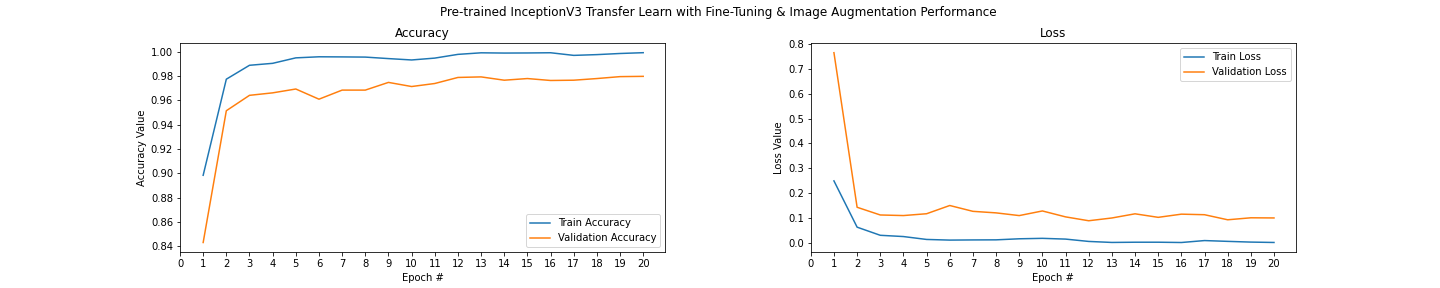 Pre-trained InceptionV3 Transfer Learn with Fine-Tuning & Image Augmentation Performance
Accuracy
1.00
0.98
0.96
0.94
0.92
0.90
0.88
0.86
0.84
Accuracy Value
Train Accuracy
Validation Accuracy
0 1 2 3 4 5 6 7 8 9 10 11 12 13 14 15 16 17 18 19 20
Epoch #
Loss
0.8
0.7
0.6
0.5
0.4
0.3
0.2
0.1
0.0
Loss Value
Train Loss
Validation Loss
0 1 2 3 4 5 6 7 8 9 10 11 12 13 14 15 16 17 18 19 20
Epoch #